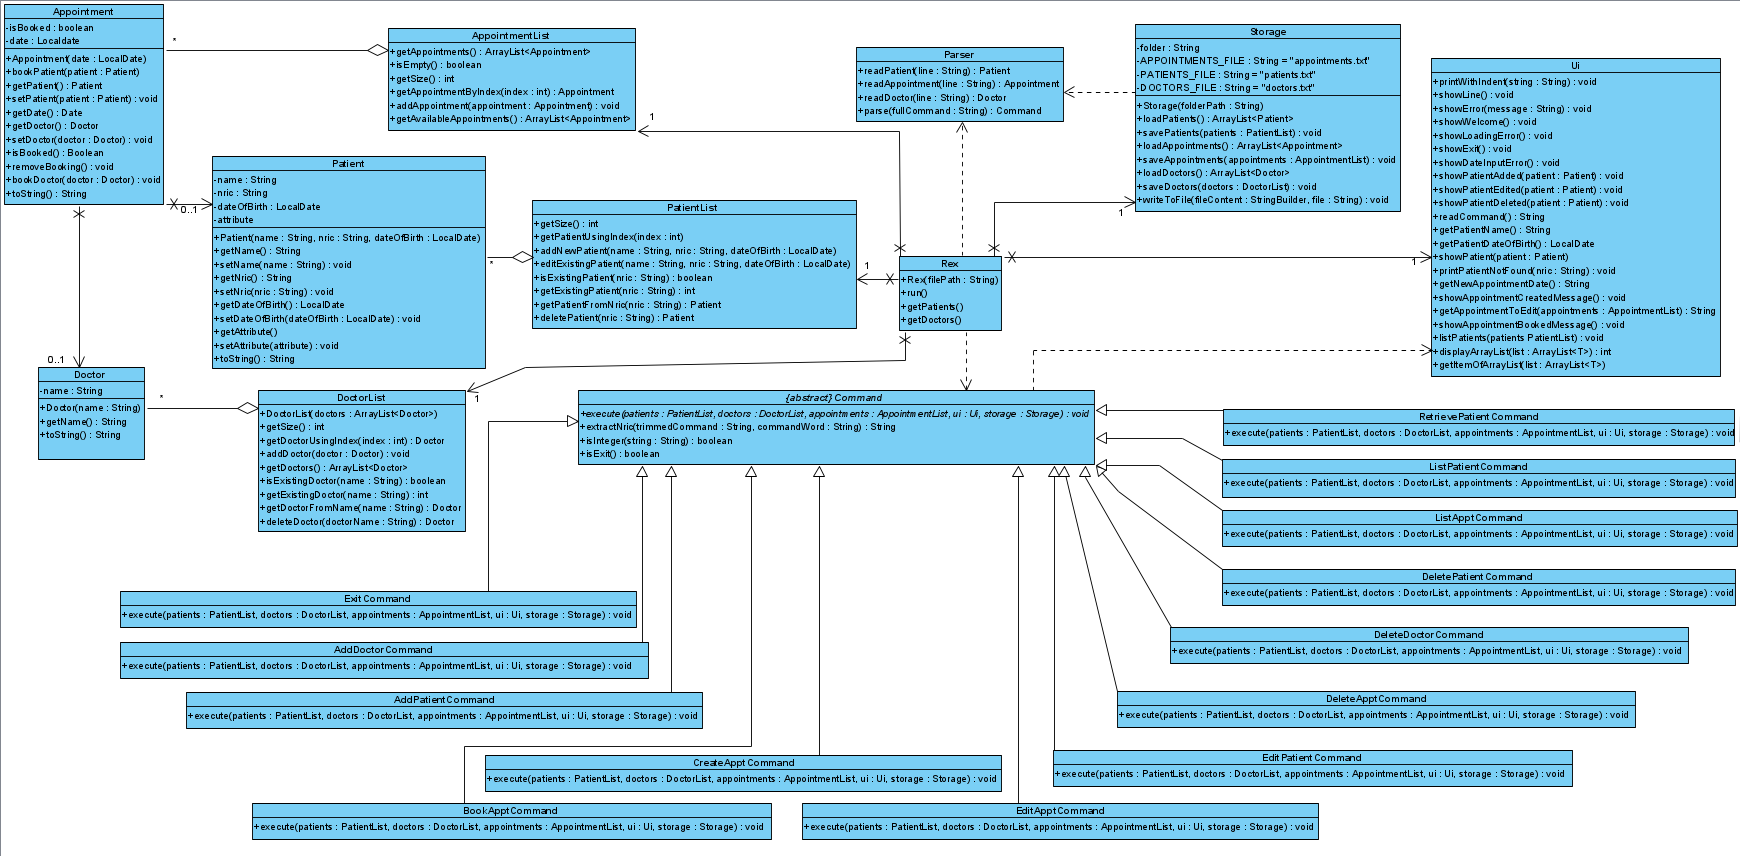 Appointment
-isBooked : boolean
-date : Localdate
+Appointment(date : LocalDate)
+bookPatient(patient : Patient)
+getPatient() : Patient
+setPatient(patient : Patient) : void
+getDate() : Date
+getDoctor() : Doctor
+setDoctor(doctor : Doctor) : void
+isBooked() : Boolean
+removeBooking() : void
+bookDoctor(doctor : Doctor) : void
+toString() : String
*
AppointmentList
+getAppointments() : ArrayList<Appointment>
+isEmpty() : boolean
+getSize() : int
+getAppointmentByIndex(index : int) : Appointment
+addAppointment(appointment : Appointment) : void
+getAvailableAppointments() : ArrayList<Appointment>
1
Parser
+readPatient(line : String) : Patient
+readAppointment(line : String) : Appointment
+readDoctor(line : String) : Doctor
+parse(fullCommand : String) : Command
Storage
-folder : String
-APPOINTMENTS_FILE : String = "appointments.txt"
-PATIENTS_FILE : String = "patients.txt"
-DOCTORS_FILE : String = "doctors.txt"
+Storage(folderPath : String)
+loadPatients() : ArrayList<Patient>
+savePatients(patients : PatientList) : void
+loadAppointments() : ArrayList<Appointment>
+saveAppointments(appointments : AppointmentList) : void
+loadDoctors() : ArrayList<Doctor>
+saveDoctors(doctors : DoctorList) : void
+writeToFile(fileContent : StringBuilder, file : String) : void
1
Ui
+printWithIndent(string : String) : void
+showLine() : void
+showError(message : String) : void
+showWelcome() : void
+showLoadingError() : void
+showExit() : void
+showDateInputError() : void
+showPatientAdded(patient : Patient) : void
+showPatientEdited(patient : Patient) : void
+showPatientDeleted(patient : Patient) : void
+readCommand() : String
+getPatientName() : String
+getPatientDateOfBirth() : LocalDate
+showPatient(patient : Patient)
+printPatientNotFound(nric : String) : void
+getNewAppointmentDate() : String
+showAppointmentCreatedMessage() : void
+getAppointmentToEdit(appointments : AppointmentList) : String
+showAppointmentBookedMessage() : void
+listPatients(patients PatientList) : void
+displayArrayList(list : ArrayList<T>) : int
+getItemOfArrayList(list : ArrayList<T>)
1
0..1
Patient
-name : String
-nric : String
-dateOfBirth : LocalDate
-attribute
+Patient(name : String, nric : String, dateOfBirth : LocalDate)
+getName() : String
+setName(name : String) : void
+getNric() : String
+setNric(nric : String) : void
+getDateOfBirth() : LocalDate
+setDateOfBirth(dateOfBirth : LocalDate) : void
+getAttribute()
+setAttribute(attribute) : void
+toString() : String
*
PatientList
+getSize() : int
+getPatientUsingIndex(index : int)
+addNewPatient(name : String, nric : String, dateOfBirth : LocalDate)
+editExistingPatient(name : String, nric : String, dateOfBirth : LocalDate)
+isExistingPatient(nric : String) : boolean
+getExistingPatient(nric : String) : int
+getPatientFromNric(nric : String) : Patient
+deletePatient(nric : String) : Patient
1
Rex
+Rex(filePath : String)
+run()
+getPatients()
+getDoctors()
0..1
Doctor
-name : String
+Doctor(name : String)
+getName() : String
+toString() : String
*
DoctorList
+DoctorList(doctors : ArrayList<Doctor>)
+getSize() : int
+getDoctorUsingIndex(index : int) : Doctor
+addDoctor(doctor : Doctor) : void
+getDoctors() : ArrayList<Doctor>
+isExistingDoctor(name : String) : boolean
+getExistingDoctor(name : String) : int
+getDoctorFromName(name : String) : Doctor
+deleteDoctor(doctorName : String) : Doctor
1
{abstract} Command
+execute(patients : PatientList, doctors : DoctorList, appointments : AppointmentList, ui : Ui, storage : Storage) : void
+extractNric(trimmedCommand : String, commandWord : String) : String
+isInteger(string : String) : boolean
+isExit() : boolean
RetrievePatientCommand
+execute(patients : PatientList, doctors : DoctorList, appointments : AppointmentList, ui : Ui, storage : Storage) : void
ListPatientCommand
+execute(patients : PatientList, doctors : DoctorList, appointments : AppointmentList, ui : Ui, storage : Storage) : void
ListApptCommand
+execute(patients : PatientList, doctors : DoctorList, appointments : AppointmentList, ui : Ui, storage : Storage) : void
DeletePatientCommand
+execute(patients : PatientList, doctors : DoctorList, appointments : AppointmentList, ui : Ui, storage : Storage) : void
ExitCommand
+execute(patients : PatientList, doctors : DoctorList, appointments : AppointmentList, ui : Ui, storage : Storage) : void
DeleteDoctorCommand
+execute(patients : PatientList, doctors : DoctorList, appointments : AppointmentList, ui : Ui, storage : Storage) : void
AddDoctorCommand
+execute(patients : PatientList, doctors : DoctorList, appointments : AppointmentList, ui : Ui, storage : Storage) : void
AddPatientCommand
+execute(patients : PatientList, doctors : DoctorList, appointments : AppointmentList, ui : Ui, storage : Storage) : void
DeleteApptCommand
+execute(patients : PatientList, doctors : DoctorList, appointments : AppointmentList, ui : Ui, storage : Storage) : void
CreateApptCommand
+execute(patients : PatientList, doctors : DoctorList, appointments : AppointmentList, ui : Ui, storage : Storage) : void
EditPatientCommand
+execute(patients : PatientList, doctors : DoctorList, appointments : AppointmentList, ui : Ui, storage : Storage) : void
BookApptCommand
+execute(patients : PatientList, doctors : DoctorList, appointments : AppointmentList, ui : Ui, storage : Storage) : void
EditApptCommand
+execute(patients : PatientList, doctors : DoctorList, appointments : AppointmentList, ui : Ui, storage : Storage) : void